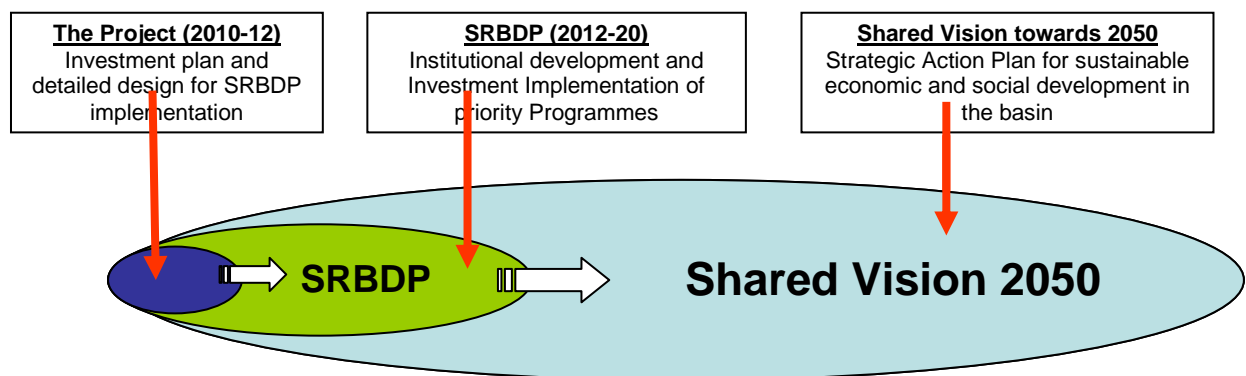 The Project (2010-12)
Investment plan and
detailed design for SRBDP
implementation
SRBDP (2012-20)
Institutional development and
Investment Implementation of
priority Programmes
Shared Vision towards 2050
Strategic Action Plan for sustainable
economic and social development in
the basin
SRBDP
Shared Vision 2050